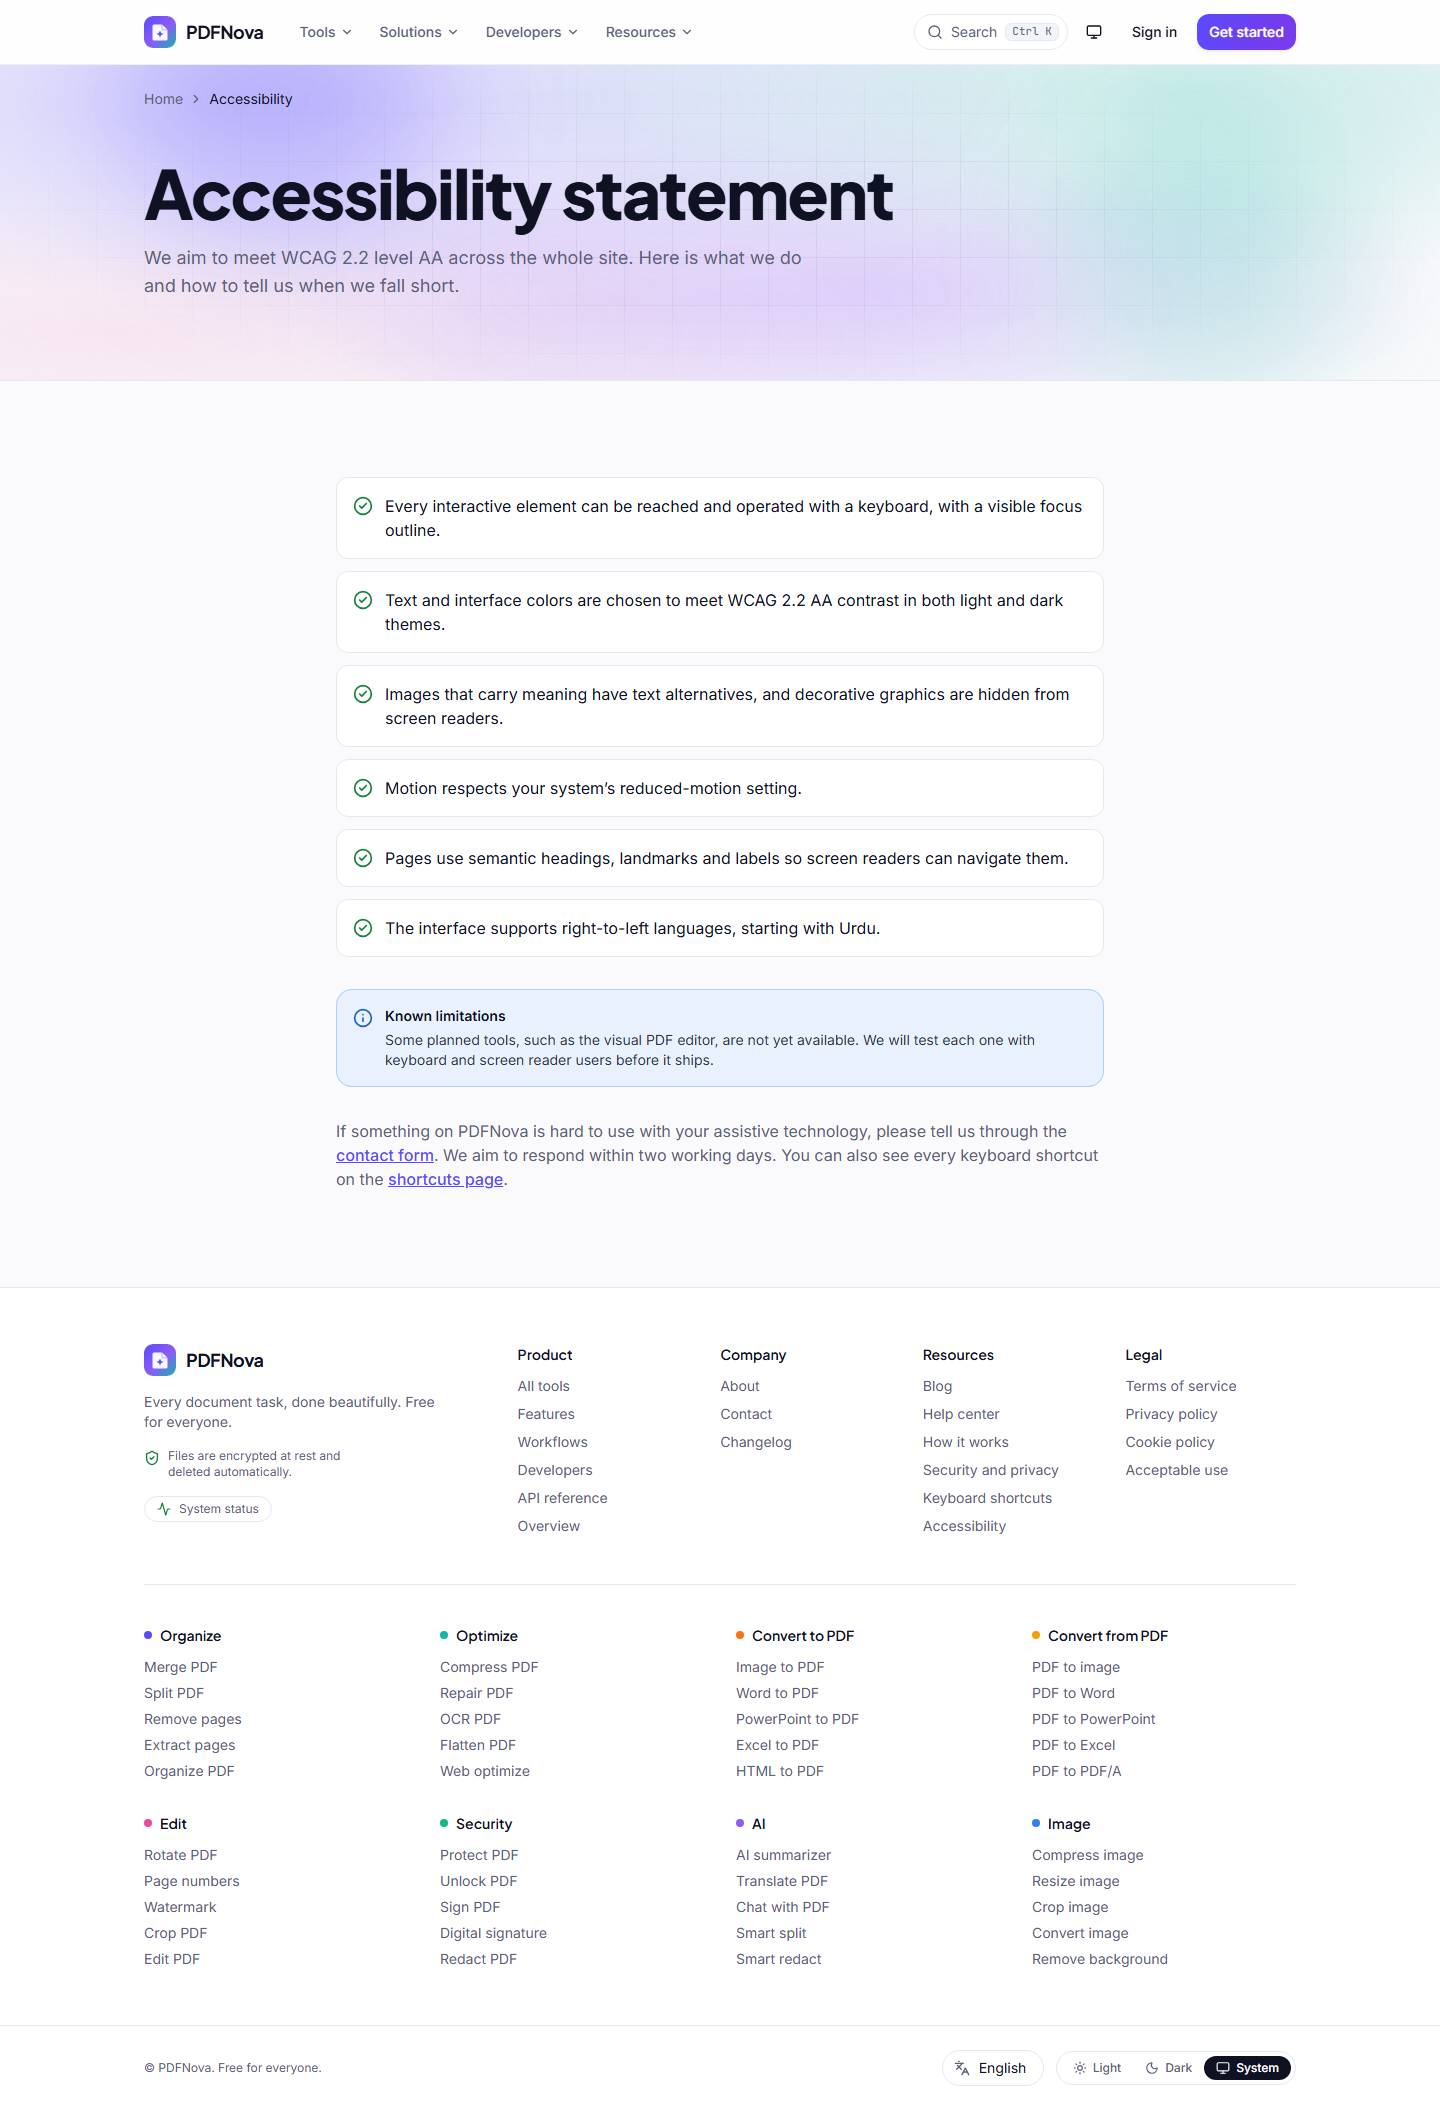 PDFNova
Tools
Solutions
Developers
Resources
Search
Ctrl K
Sign in
Get started
Home
Accessibility
Accessibility statement
We aim to meet WCAG 2.2 level AA across the whole site. Here is what we do
and how to tell us when we fall short.
Every interactive element can be reached and operated with a keyboard, with a visible focus
outline.
Text and interface colors are chosen to meet WCAG 2.2 AA contrast in both light and dark
themes.
Images that carry meaning have text alternatives, and decorative graphics are hidden from
screen readers.
Motion respects your system’s reduced-motion setting.
Pages use semantic headings, landmarks and labels so screen readers can navigate them.
The interface supports right-to-left languages, starting with Urdu.
Known limitations
Some planned tools, such as the visual PDF editor, are not yet available. We will test each one with
keyboard and screen reader users before it ships.
If something on PDFNova is hard to use with your assistive technology, please tell us through the
contact form. We aim to respond within two working days. You can also see every keyboard shortcut
on the shortcuts page.
PDFNova
Every document task, done beautifully. Free
for everyone.
Files are encrypted at rest and
deleted automatically.
System status
Product
All tools
Features
Workflows
Developers
API reference
Overview
Company
About
Contact
Changelog
Resources
Blog
Help center
How it works
Security and privacy
Keyboard shortcuts
Accessibility
Legal
Terms of service
Privacy policy
Cookie policy
Acceptable use
Organize
Merge PDF
Split PDF
Remove pages
Extract pages
Organize PDF
Optimize
Compress PDF
Repair PDF
OCR PDF
Flatten PDF
Web optimize
Convert to PDF
Image to PDF
Word to PDF
PowerPoint to PDF
Excel to PDF
HTML to PDF
Convert from PDF
PDF to image
PDF to Word
PDF to PowerPoint
PDF to Excel
PDF to PDF/A
Edit
Rotate PDF
Page numbers
Watermark
Crop PDF
Edit PDF
Security
Protect PDF
Unlock PDF
Sign PDF
Digital signature
Redact PDF
AI
AI summarizer
Translate PDF
Chat with PDF
Smart split
Smart redact
Image
Compress image
Resize image
Crop image
Convert image
Remove background
© PDFNova. Free for everyone.
English
Light
Dark
System